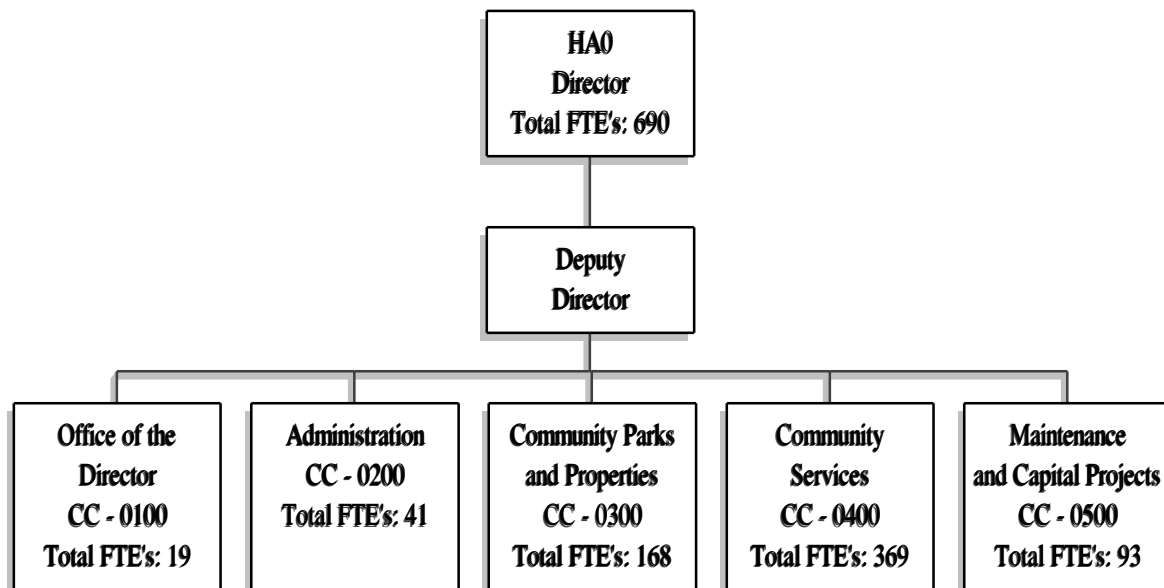 HA0
Director
Total FTE's: 690
Deputy
Director
Office of the
Director
CC - 0100
Total FTE's: 19
Administration
CC - 0200
Total FTE's: 41
Community Parks
and Properties
CC - 0300
Total FTE's: 168
Community
Services
CC - 0400
Total FTE's: 369
Maintenance
and Capital Projects
CC - 0500
Total FTE's: 93